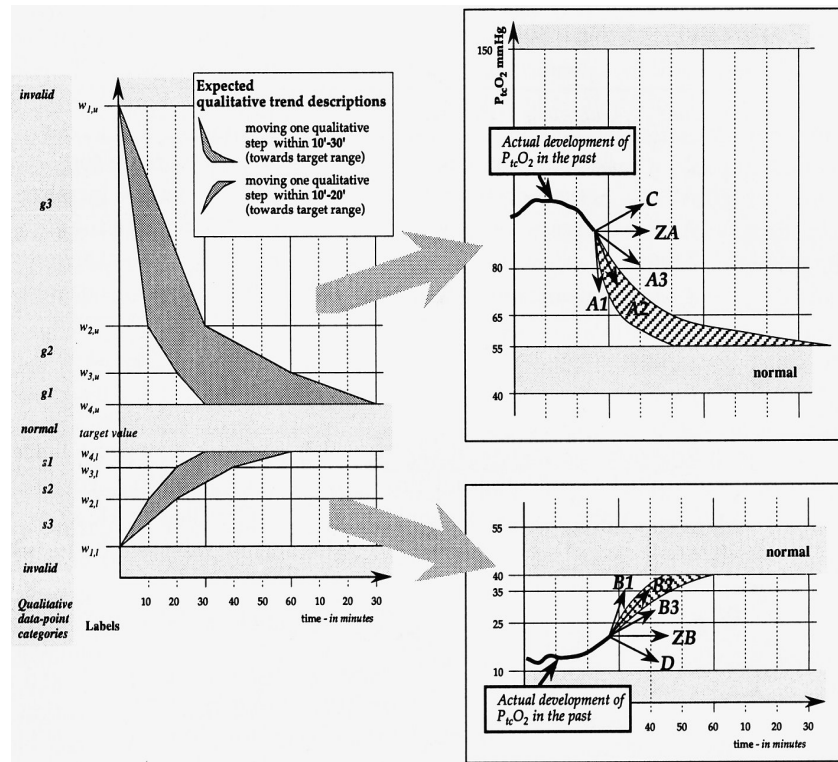 Expected
qualitative trend descriptions
moving one qualitative
step within 10'-30'
(towards target range)
moving one qualitative
step within 10'-20'
(towards target range)
invalid
w1,u
g3
w2,u
g2
w3,u
g1
w4,u
normal
target value
w4,l
s1
w3,l
s2
w2,l
s3
w1,l
invalid
Qualitative
data-point
categories
Labels
10 20 30 40 50 60 10 20 30
time - in minutes
PtcO2 mmHg
150
Actual development of
PtcO2 in the past
C
ZA
80
A3
A1
A2
65
55
normal
40
55
normal
40
B1
B2
35
B3
25
ZB
D
10
Actual development of
PtcO2 in the past
40 50 60 10 20 30
time - in minutes